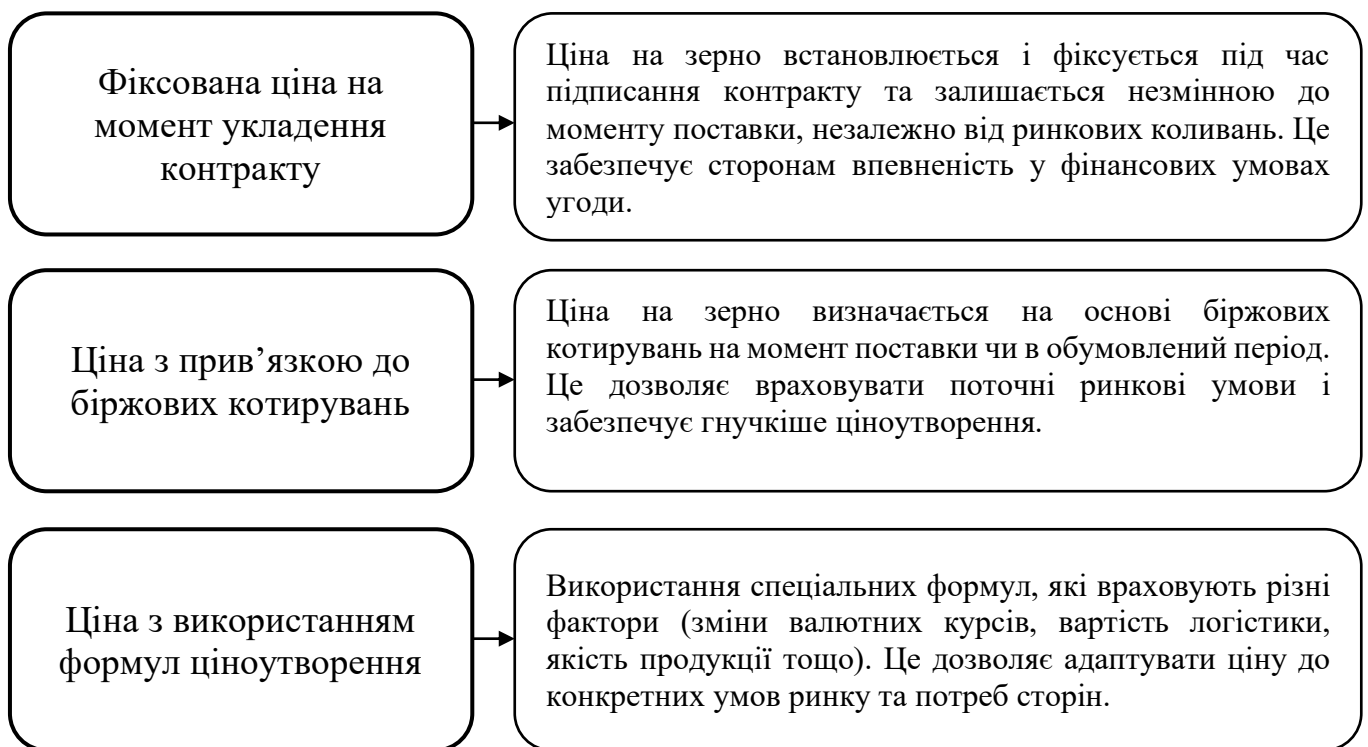 Фіксована ціна на
момент укладення
контракту
Ціна на зерно встановлюється і фіксується під час
підписання контракту та залишається незмінною до
моменту поставки, незалежно від ринкових коливань. Це
забезпечує сторонам впевненість у фінансових умовах
угоди.
Ціна з прив’язкою до
біржових котирувань
Ціна на зерно визначається на основі біржових
котирувань на момент поставки чи в обумовлений період.
Це дозволяє враховувати поточні ринкові умови і
забезпечує гнучкіше ціноутворення.
Ціна з використанням
формул ціноутворення
Використання спеціальних формул, які враховують різні
фактори (зміни валютних курсів, вартість логістики,
якість продукції тощо). Це дозволяє адаптувати ціну до
конкретних умов ринку та потреб сторін.